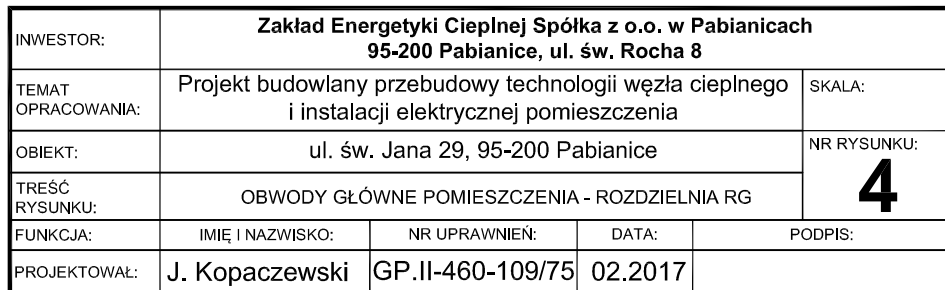 INWESTOR:
Zakład Energetyki Cieplnej Spółka z o.o. w Pabianicach
95-200 Pabianice, ul. św. Rocha 8
TEMAT
OPRACOWANIA:
Projekt budowlany przebudowy technologii węzła cieplnego
i instalacji elektrycznej pomieszczenia
SKALA:
OBIEKT:
ul. św. Jana 29, 95-200 Pabianice
NR RYSUNKU:
4
TREŚĆ
RYSUNKU:
OBWODY GŁÓWNE POMIESZCZENIA - ROZDZIELNIA RG
FUNKCJA:
IMIĘ I NAZWISKO:
NR UPRAWNIEŃ:
DATA:
PODPIS:
PROJEKTOWAŁ:
J. Kopaczewski
GP.II-460-109/75
02.2017